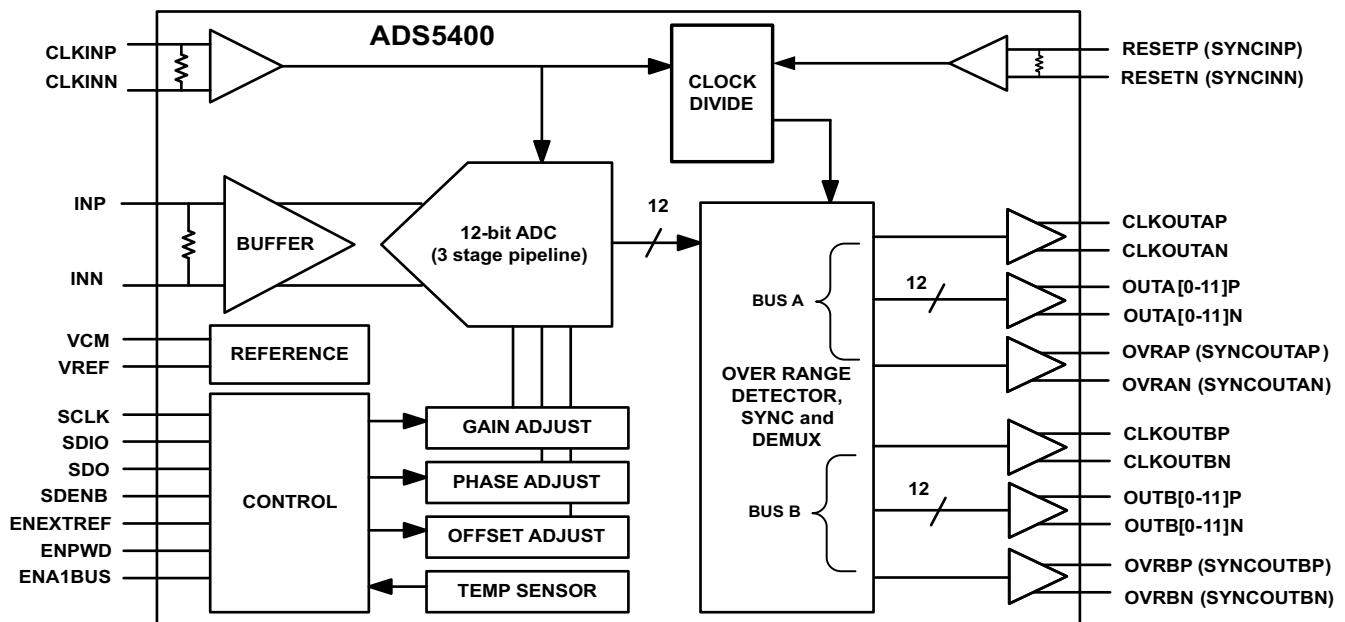 ADS5400
CLKINP
CLKINN
CLOCK
DIVIDE
RESETP (SYNCINP)
RESETN (SYNCINN)
INP
INN
BUFFER
12-bit ADC
(3 stage pipeline)
12
VCM
VREF
REFERENCE
SCLK
SDIO
SDO
SDENB
ENEXTREF
ENPWD
ENA1BUS
CONTROL
GAIN ADJUST
PHASE ADJUST
OFFSET ADJUST
TEMP SENSOR
BUS A
OVER RANGE
DETECTOR,
SYNC and
DEMUX
BUS B
12
12
CLKOUTAP
CLKOUTAN
OUTA[0-11]P
OUTA[0-11]N
OVRAP (SYNCOUTAP)
OVRAN (SYNCOUTAN)
CLKOUTBP
CLKOUTBN
OUTB[0-11]P
OUTB[0-11]N
OVRBP (SYNCOUTBP)
OVRBN (SYNCOUTBN)